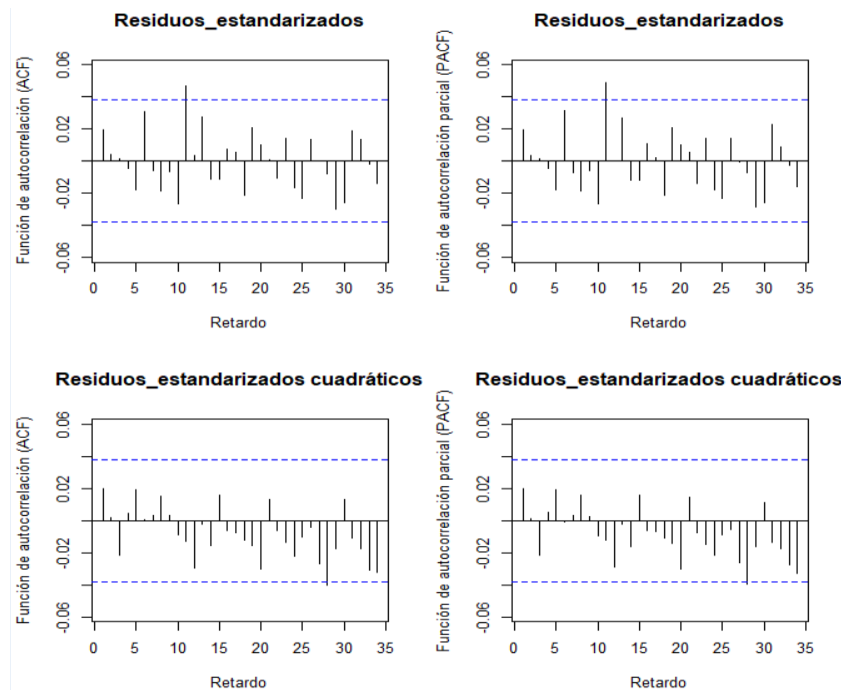 Residuos_estandarizados
Función de autocorrelación (ACF)
0.06
0.02
-0.02
-0.06
0 5 10 15 20 25 30 35
Retardo
Residuos_estandarizados
Función de autocorrelación parcial (PACF)
0.06
0.02
-0.02
-0.06
0 5 10 15 20 25 30 35
Retardo
Residuos_estandarizados cuadráticos
Función de autocorrelación (ACF)
0.06
0.02
-0.02
-0.06
0 5 10 15 20 25 30 35
Retardo
Residuos_estandarizados cuadráticos
Función de autocorrelación parcial (PACF)
0.06
0.02
-0.02
-0.06
0 5 10 15 20 25 30 35
Retardo